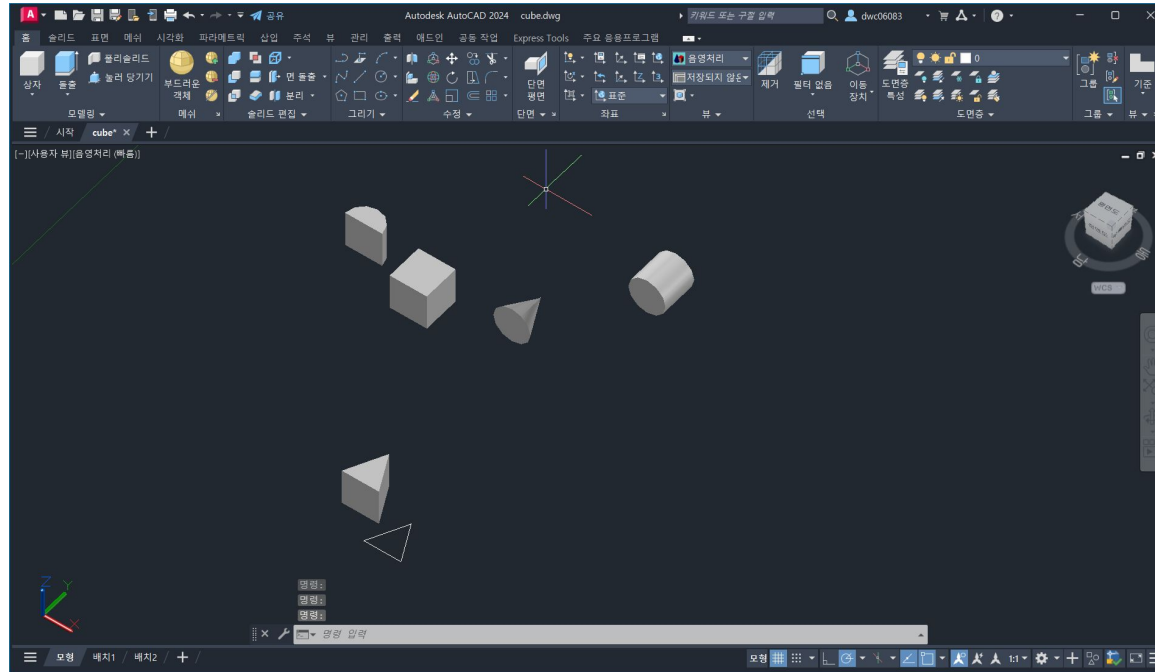 A 공유 Autodesk AutoCAD 2024 cube.dwg 키워드 또는 구절 입력 dwc06083
홈 솔리드 표면 메쉬 시각화 파라메트릭 삽입 주석 뷰 관리 출력 애드인 공동 작업 Express Tools 주요 응용프로그램
폴리솔리드 음영처리
상자 돌출 눌러 당기기 부드러운 객체 면 돌출 단면 평면 저장되지 않은 제거 필터 없음 이동 장치 도면층 특성 0 그룹 기준
분리 표준
모델링 메쉬 솔리드 편집 그리기 수정 단면 좌표 뷰 선택 도면층 그룹 뷰
시작 cube*
[-][사용자 뷰][음영처리 (빠름)]
WCS
Z Y
X
명령:
명령:
명령:
명령 입력
모형 배치1 배치2 모형 1:1